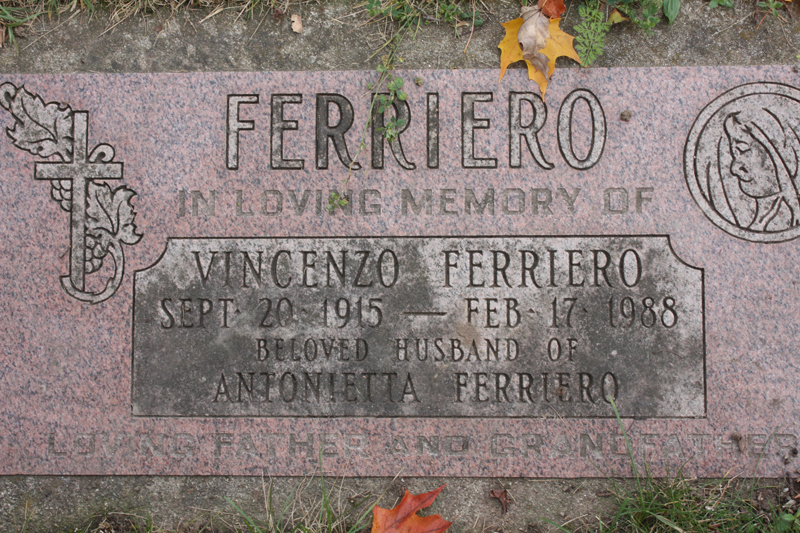 FERRIERO
IN LOVING MEMORY OF
VINCENZO FERRIERO
SEPT· 20· 1915 — FEB· 17· 1988
BELOVED HUSBAND OF
ANTONIETTA FERRIERO
LOVING FATHER AND GRANDFATHER